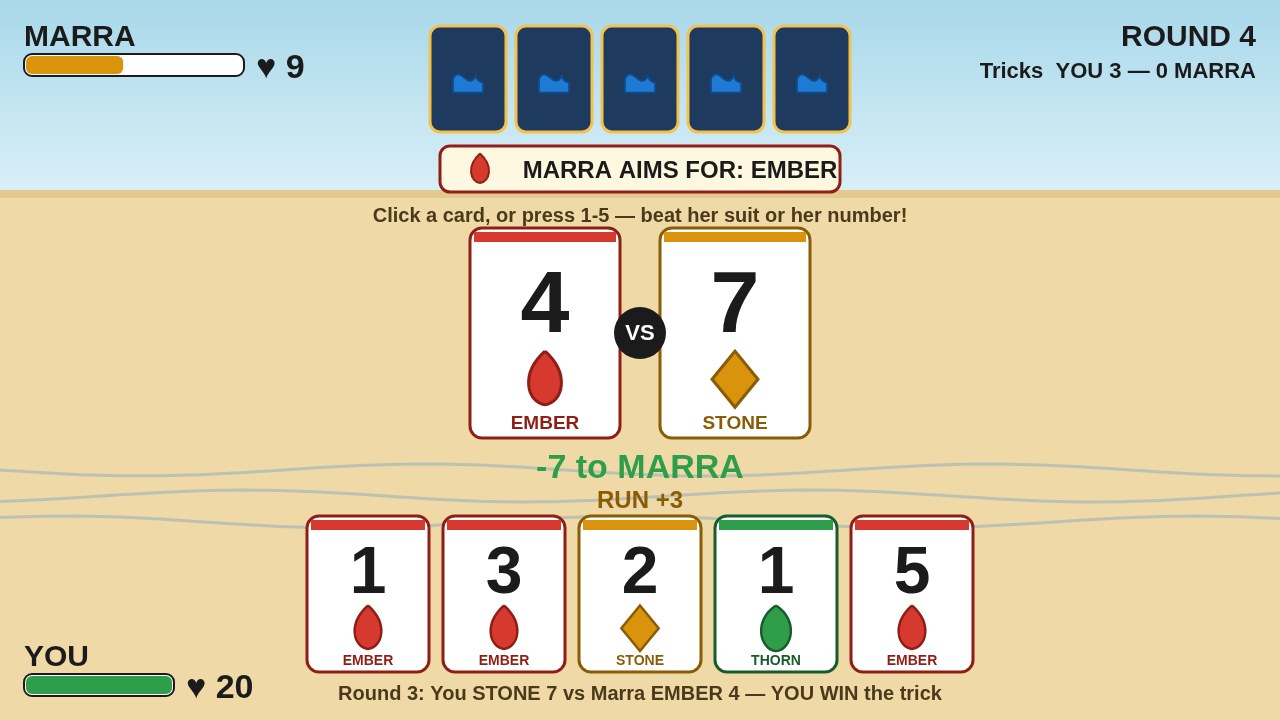 MARRA
♥ 9
ROUND 4
Tricks YOU 3 — 0 MARRA
MARRA AIMS FOR: EMBER
Click a card, or press 1-5 — beat her suit or her number!
4
EMBER
VS
7
STONE
-7 to MARRA
RUN +3
1
EMBER
3
EMBER
2
STONE
1
THORN
5
EMBER
YOU
♥ 20
Round 3: You STONE 7 vs Marra EMBER 4 — YOU WIN the trick